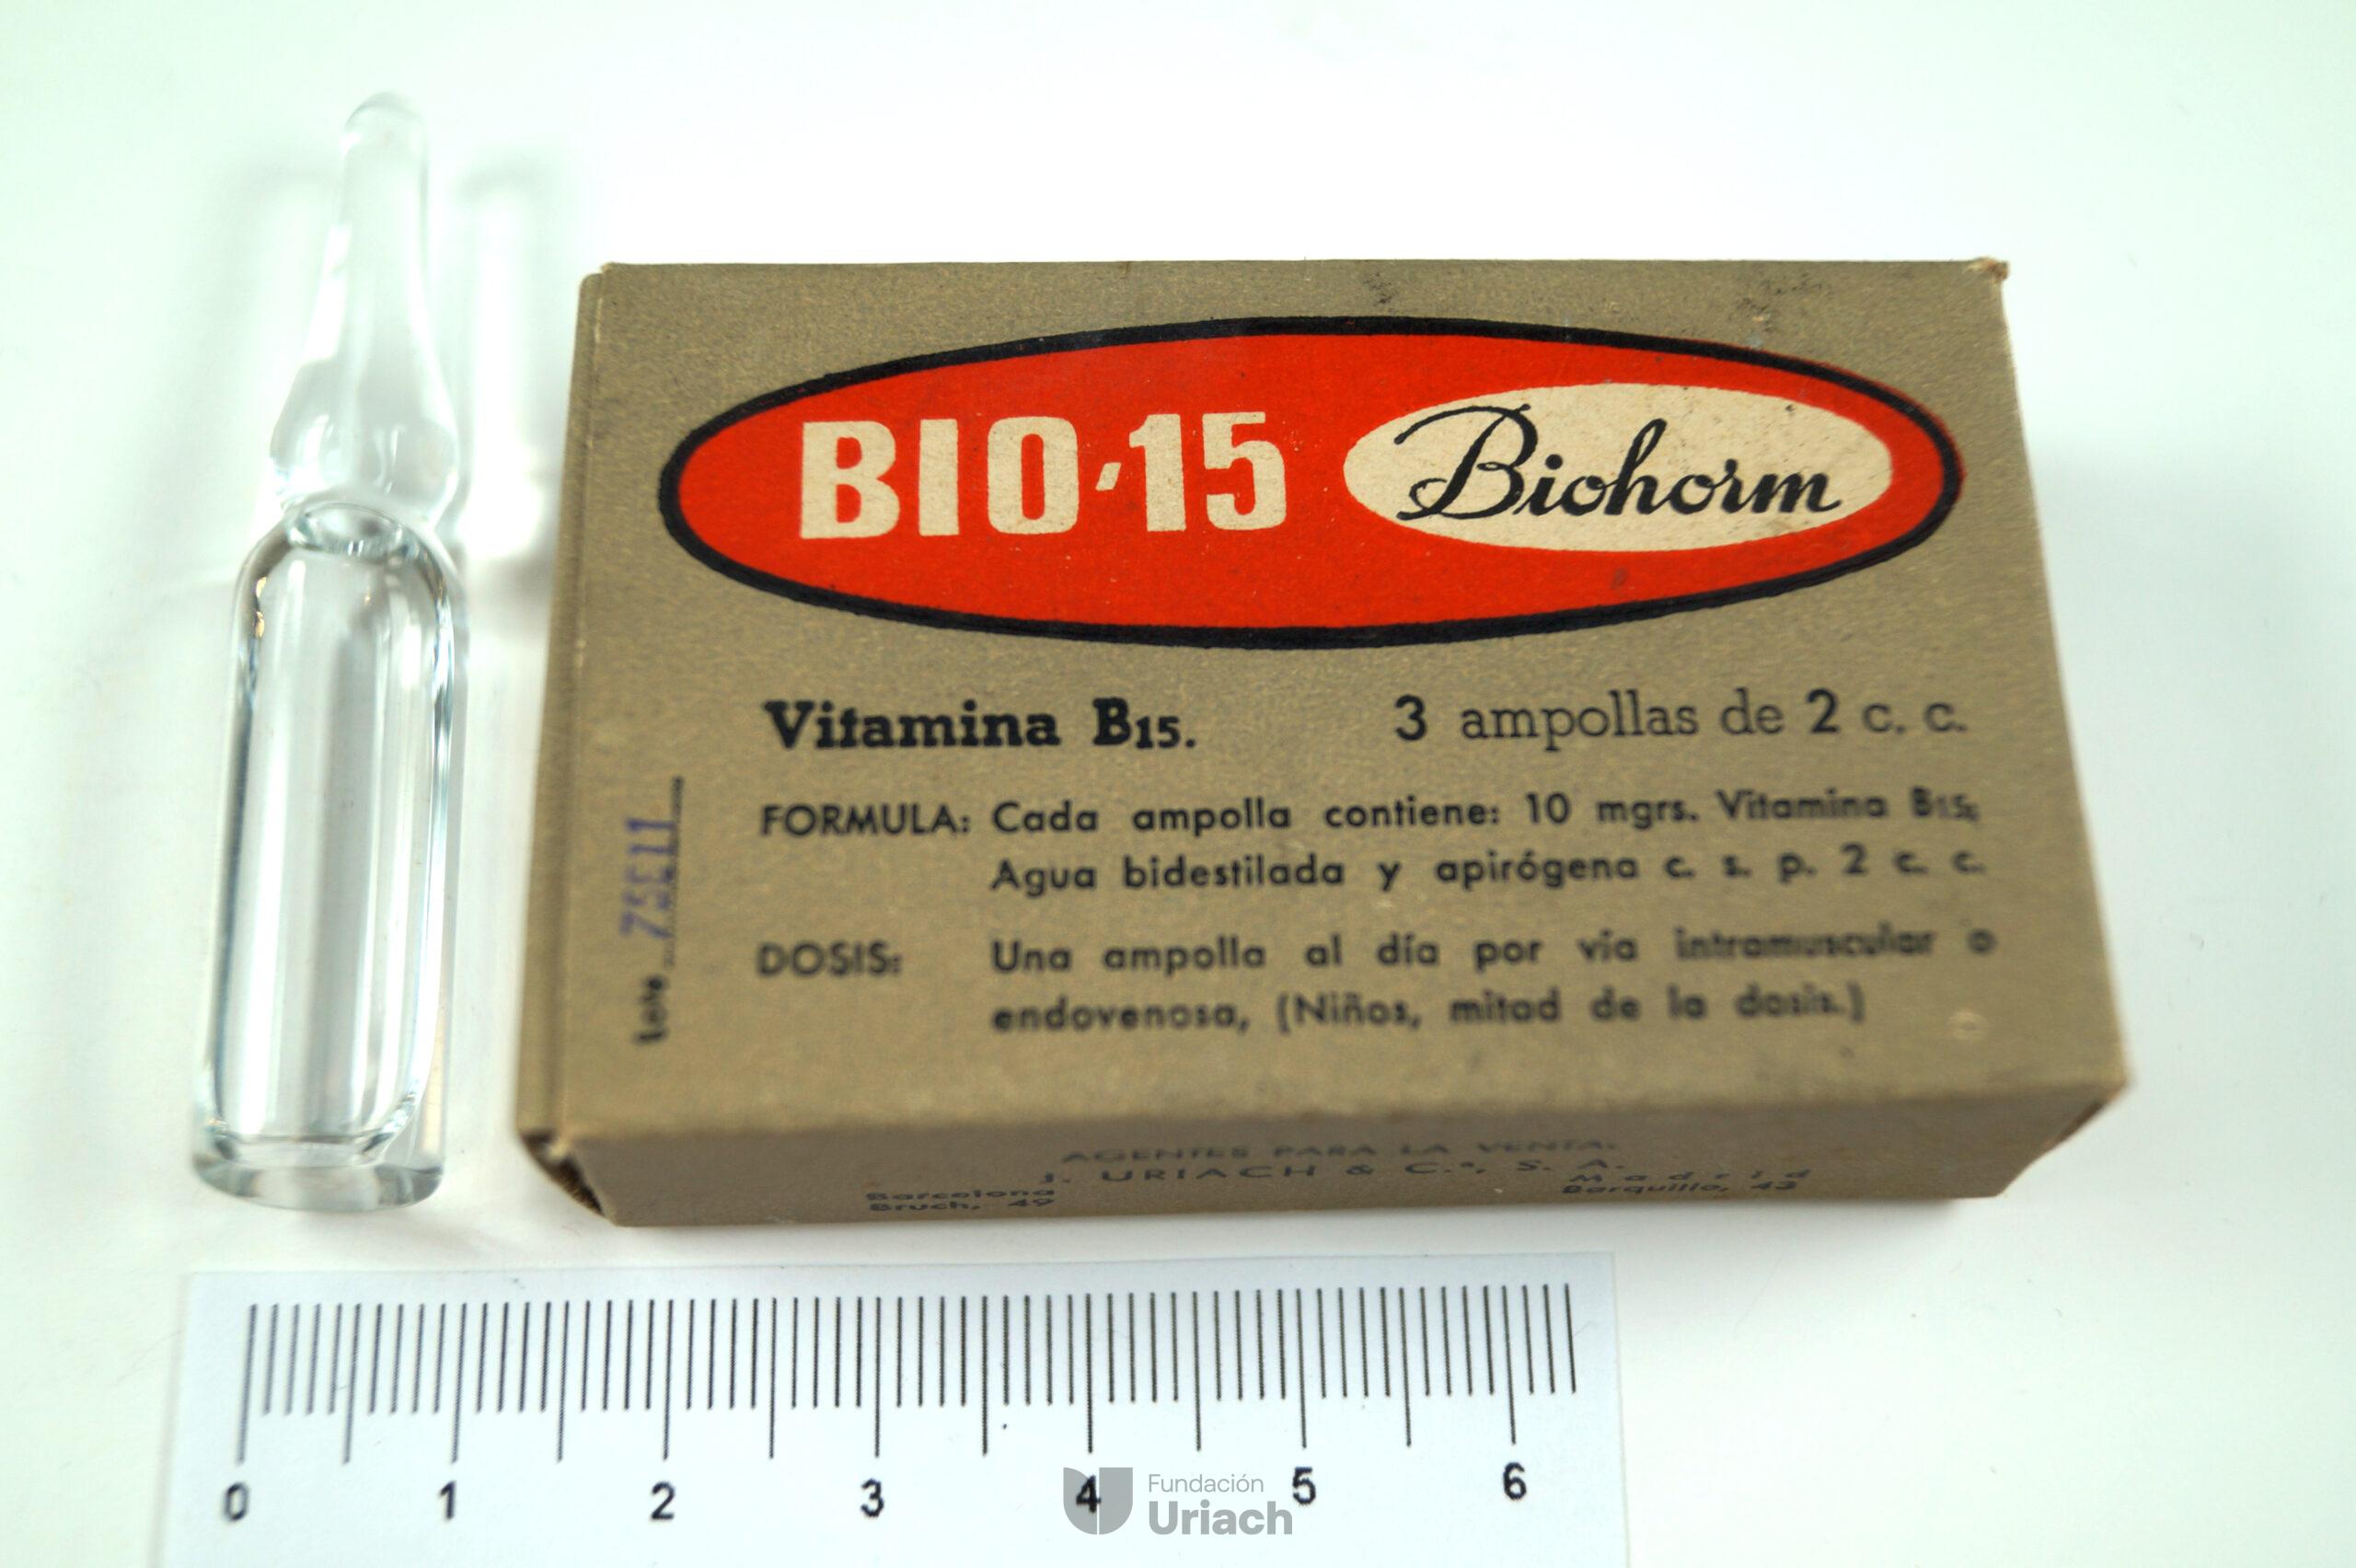 BIO-15 Biohorm
Vitamina B15. 3 ampollas de 2 c. c.
FORMULA: Cada ampolla contiene: 10 mgrs. Vitamina B15;
Agua bidestilada y apirógena c. s. p. 2 c. c.
DOSIS: Una ampolla al día por vía intramuscular o
endovenosa, (Niños, mitad de la dosis.)
Lote
AGENTES PARA LA VENTA:
J. URIACH & C.ª, S. A.
Barcelona Madrid
Bruch, 49 Barquillo, 43
0 1 2 3 4 5 6
Fundación
Uriach